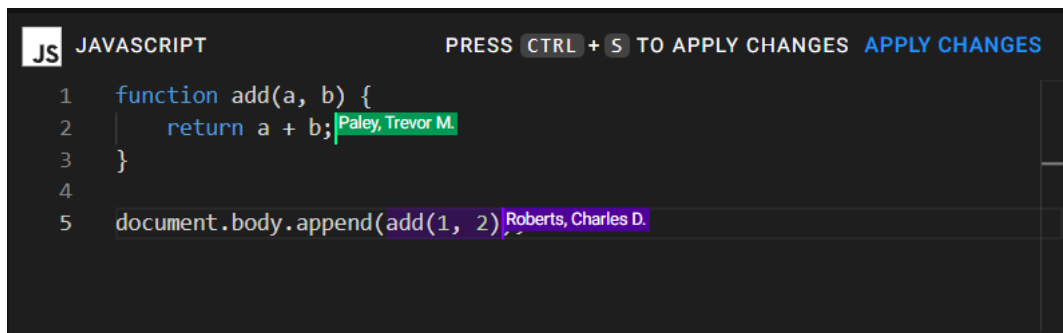 JS JAVASCRIPT PRESS CTRL + S TO APPLY CHANGES APPLY CHANGES
1 function add(a, b) {
2 return a + b; Paley, Trevor M.
3 }
4
5 document.body.append(add(1, 2) Roberts, Charles D.